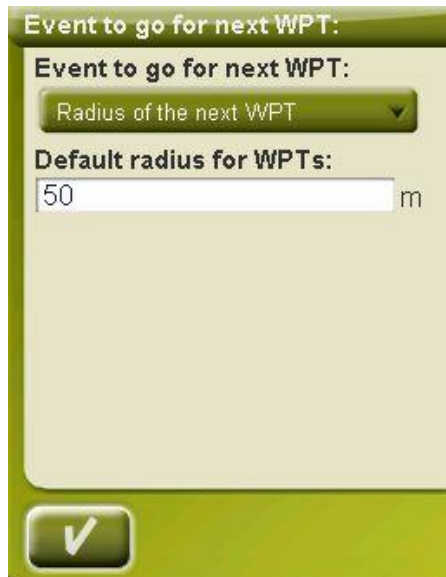 Event to go for next WPT:
Event to go for next WPT:
Radius of the next WPT
Default radius for WPTs:
50 m